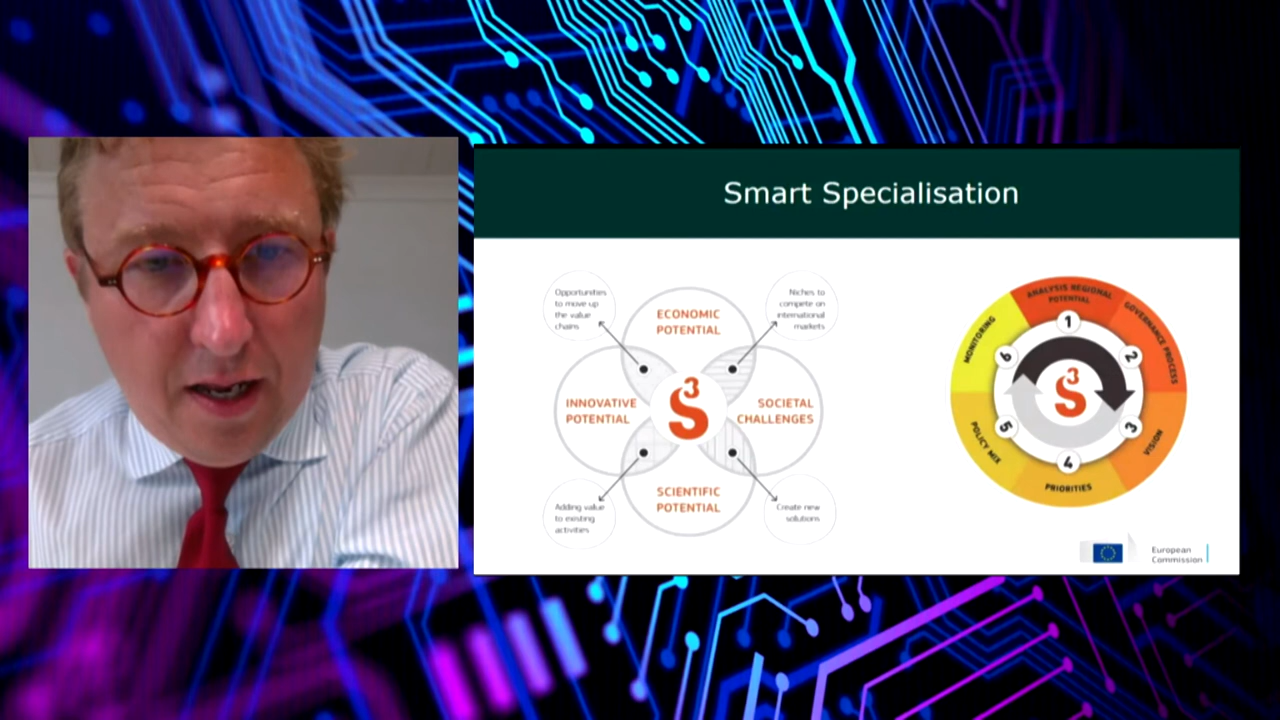 Smart Specialisation
Opportunities
to move up
the value
chains
Niches to
compete on
international
markets
ECONOMIC
POTENTIAL
INNOVATIVE
POTENTIAL
S3
SOCIETAL
CHALLENGES
SCIENTIFIC
POTENTIAL
Adding value
to existing
activities
Create new
solutions
ANALYSIS REGIONAL
POTENTIAL
GOVERNANCE PROCESS
VISION
PRIORITIES
POLICY MIX
MONITORING
1
2
3
4
5
6
S3
European
Commission